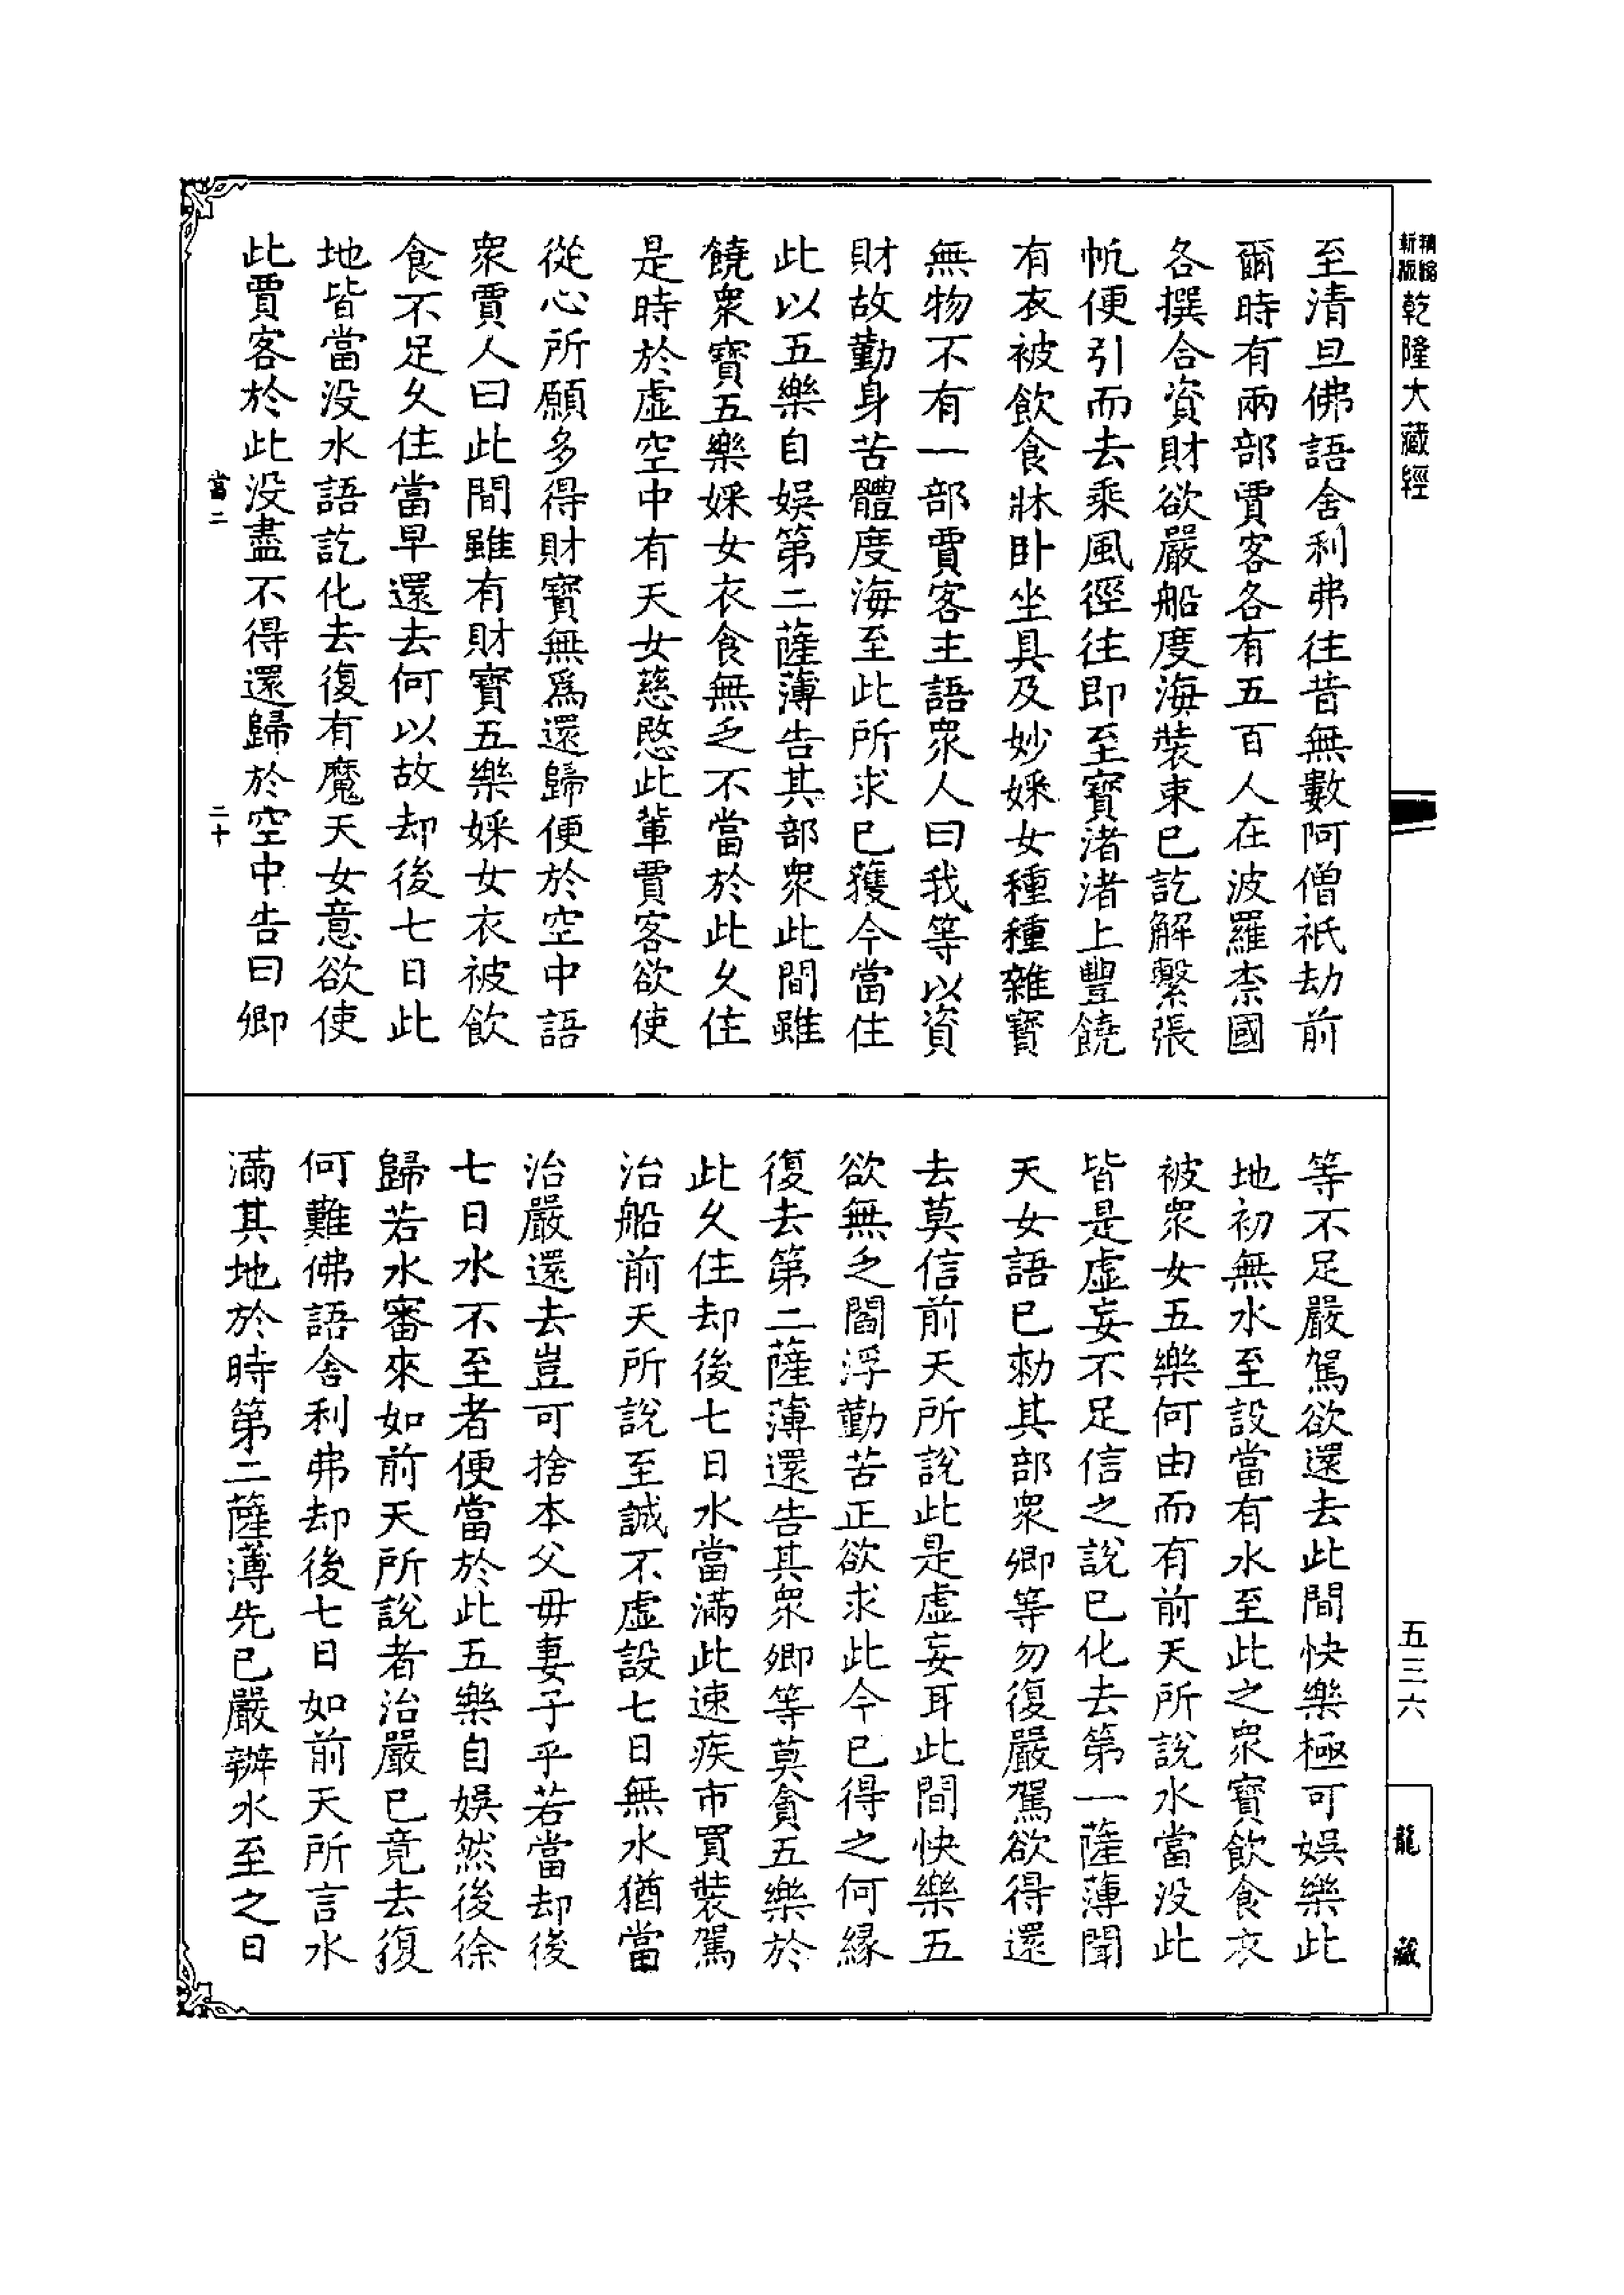 精縮新版
乾隆大藏經
至清旦佛語舍利弗往昔無數阿僧祇劫前
爾時有兩部賈客各有五百人在波羅柰國
各撰合資財欲嚴船度海裝束已訖解繫張
帆便引而去乘風徑往即至寶渚渚上豐饒
有衣被飲食牀卧坐具及妙婇女種種雜寶
無物不有一部賈客主語眾人曰我等以資
財故勤身苦體度海至此所求已獲今當住
此以五樂自娛第二薩薄告其部眾此間雖
饒眾寶五樂婇女衣食無乏不當於此久住
是時於虛空中有天女慈愍此輩賈客欲使
從心所願多得財寶無為還歸便於空中語
眾賈人曰此間雖有財寶五樂婇女衣被飲
食不足久住當早還去何以故却後七日此
地皆當没水語訖化去復有魔天女意欲使
此賈客於此没盡不得還歸於空中告曰卿
當二
二十
等不足嚴駕欲還去此間快樂極可娛樂此
地初無水至設當有水至此之眾寶飲食衣
被眾女五樂何由而有前天所說水當没此
皆是虛妄不足信之說已化去第一薩薄聞
天女語已勑其部眾卿等勿復嚴駕欲得還
去莫信前天所說此是虛妄耳此間快樂五
欲無乏閻浮勤苦正欲求此今已得之何緣
復去第二薩薄還告其眾卿等莫貪五樂於
此久住却後七日水當滿此速疾市買裝駕
治船前天所說至誠不虛設七日無水猶當
治嚴還去豈可捨本父母妻子乎若當却後
七日水不至者便當於此五樂自娛然後徐
歸若水審來如前天所說者治嚴已竟去復
何難佛語舍利弗却後七日如前天所言水
滿其地於時第二薩薄先已嚴辦水至之日
五三六
龍藏